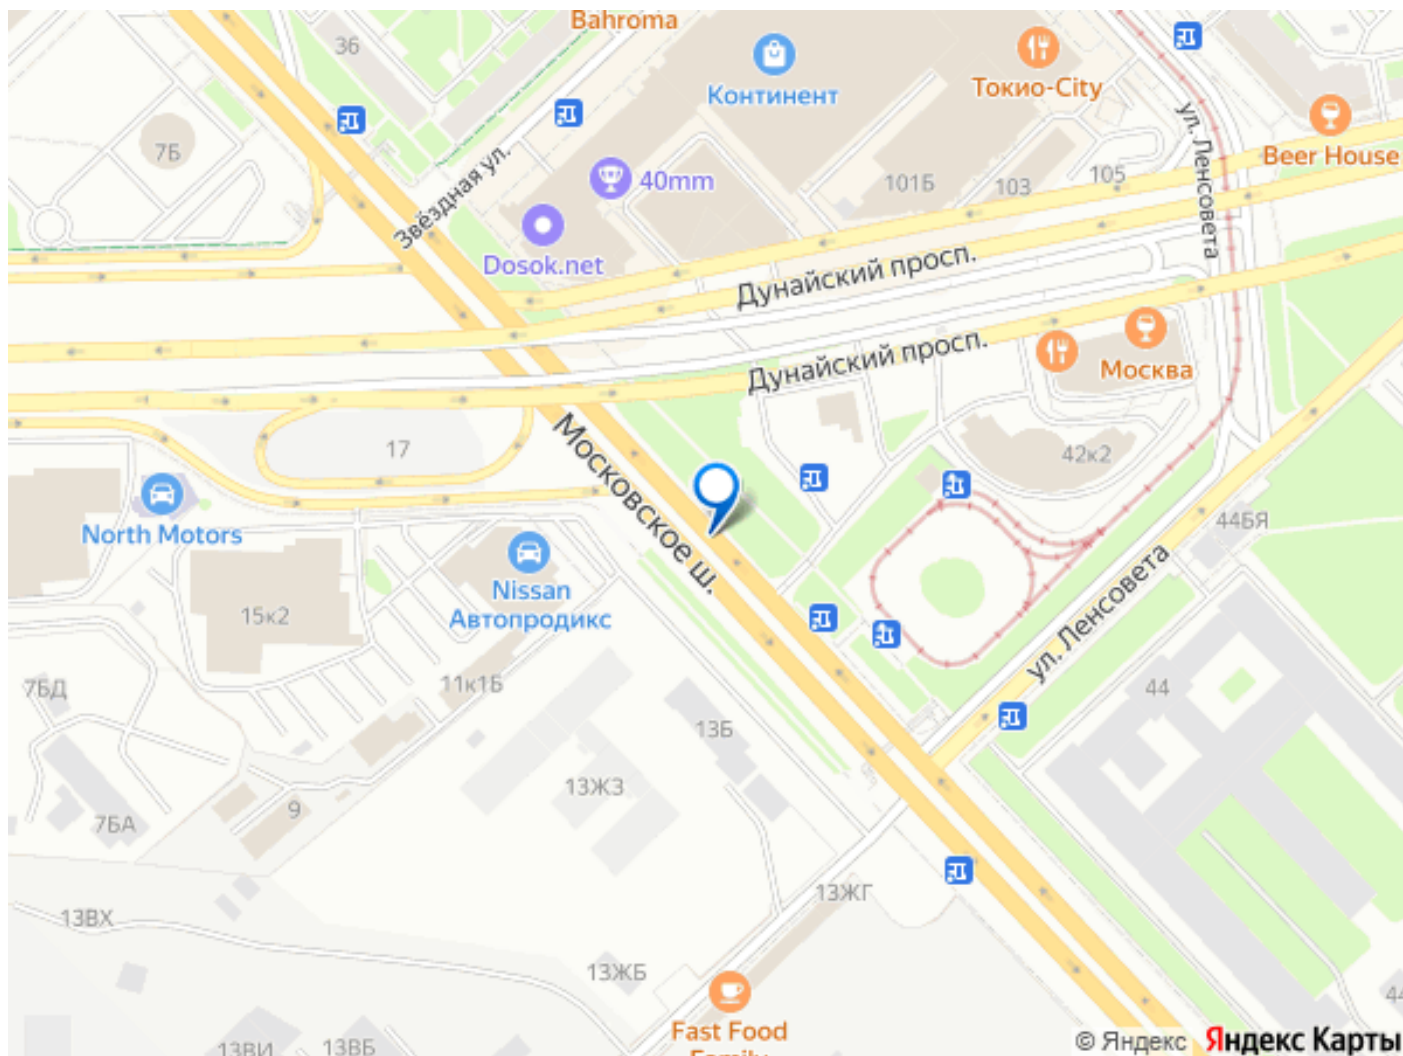 Bahroma
36
Континент
Токио-City
ул. Ленсовета
Beer House
7Б
Звёздная ул.
40mm
101Б
103
105
Dosok.net
Дунайский просп.
Дунайский просп.
Москва
Московское ш.
17
42к2
North Motors
44БЯ
Nissan
Автопродикс
15к2
ул. Ленсовета
7БД
11к1Б
44
13Б
13ЖЗ
9
7БА
13ЖГ
13ВХ
13ЖБ
Fast Food
Family
13ВИ
13ВБ
44
© Яндекс Яндекс Карты